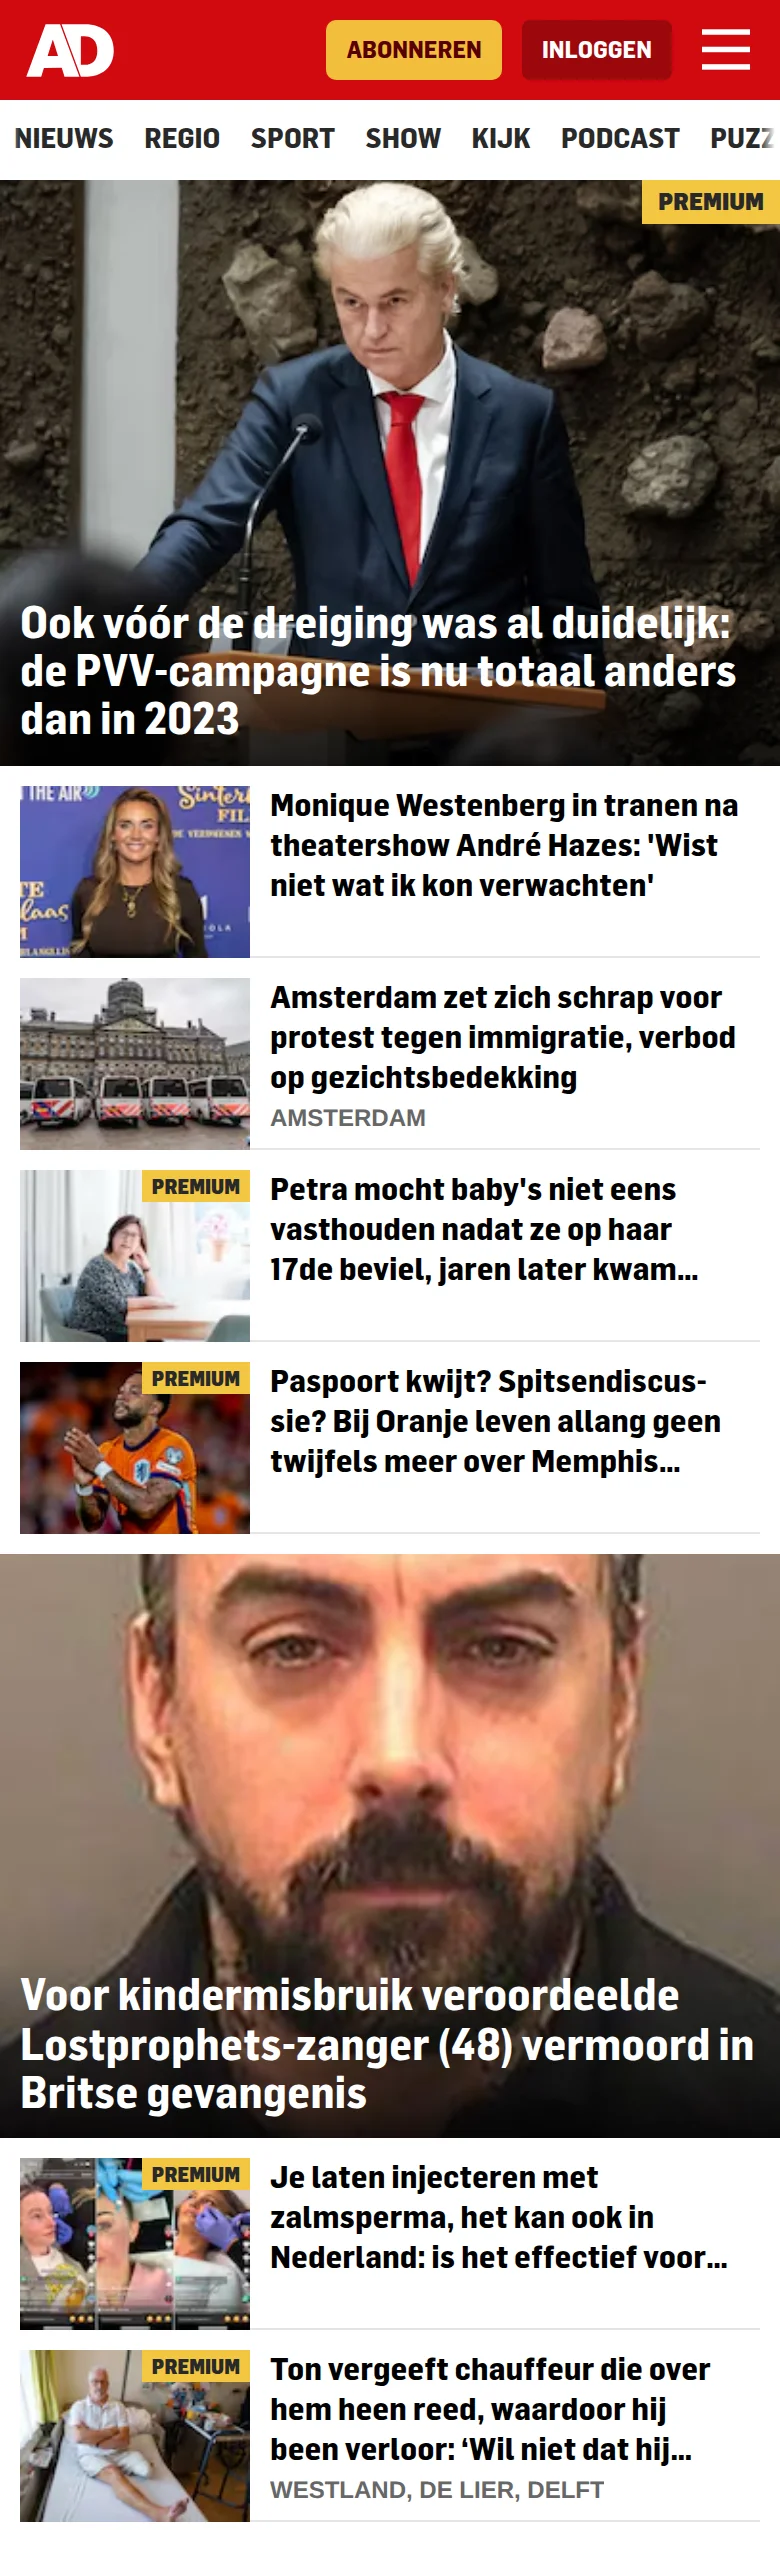 AD
ABONNEREN
INLOGGEN
NIEUWS REGIO SPORT SHOW KIJK PODCAST PUZZ
PREMIUM
Ook vóór de dreiging was al duidelijk:
de PVV-campagne is nu totaal anders
dan in 2023
THE AIR
Sinter
FIL
Monique Westenberg in tranen na
theatershow André Hazes: 'Wist
niet wat ik kon verwachten'
Amsterdam zet zich schrap voor
protest tegen immigratie, verbod
op gezichtsbedekking
AMSTERDAM
PREMIUM
Petra mocht baby's niet eens
vasthouden nadat ze op haar
17de beviel, jaren later kwam...
PREMIUM
Paspoort kwijt? Spitsendiscus-
sie? Bij Oranje leven allang geen
twijfels meer over Memphis...
Voor kindermisbruik veroordeelde
Lostprophets-zanger (48) vermoord in
Britse gevangenis
PREMIUM
Je laten injecteren met
zalmsperma, het kan ook in
Nederland: is het effectief voor...
PREMIUM
Ton vergeeft chauffeur die over
hem heen reed, waardoor hij
been verloor: ‘Wil niet dat hij...
WESTLAND, DE LIER, DELFT